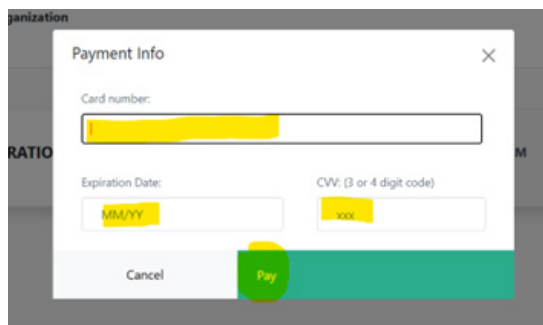 ganization
Payment Info
Card number:
RATIO
M
Expiration Date:
CVV: (3 or 4 digit code)
MM/YY
xxx
Cancel
Pay